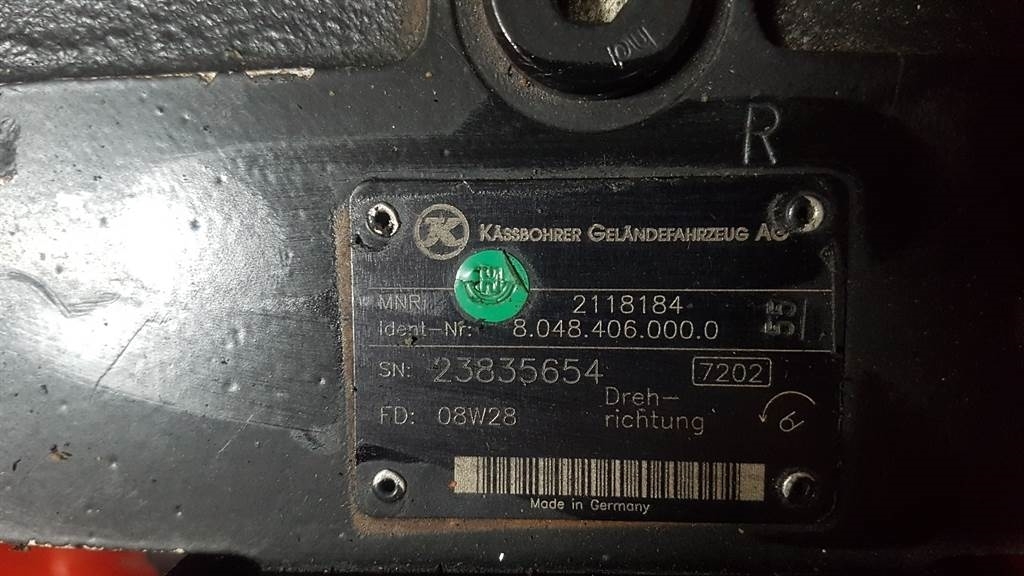 R
K KÄSSBOHRER GELÄNDEFAHRZEUG AG
MNR: 2118184
Ident-Nr: 8.048.406.000.0
55/
SN: 23835654 7202
FD: 08W28 Dreh-
richtung
Made in Germany